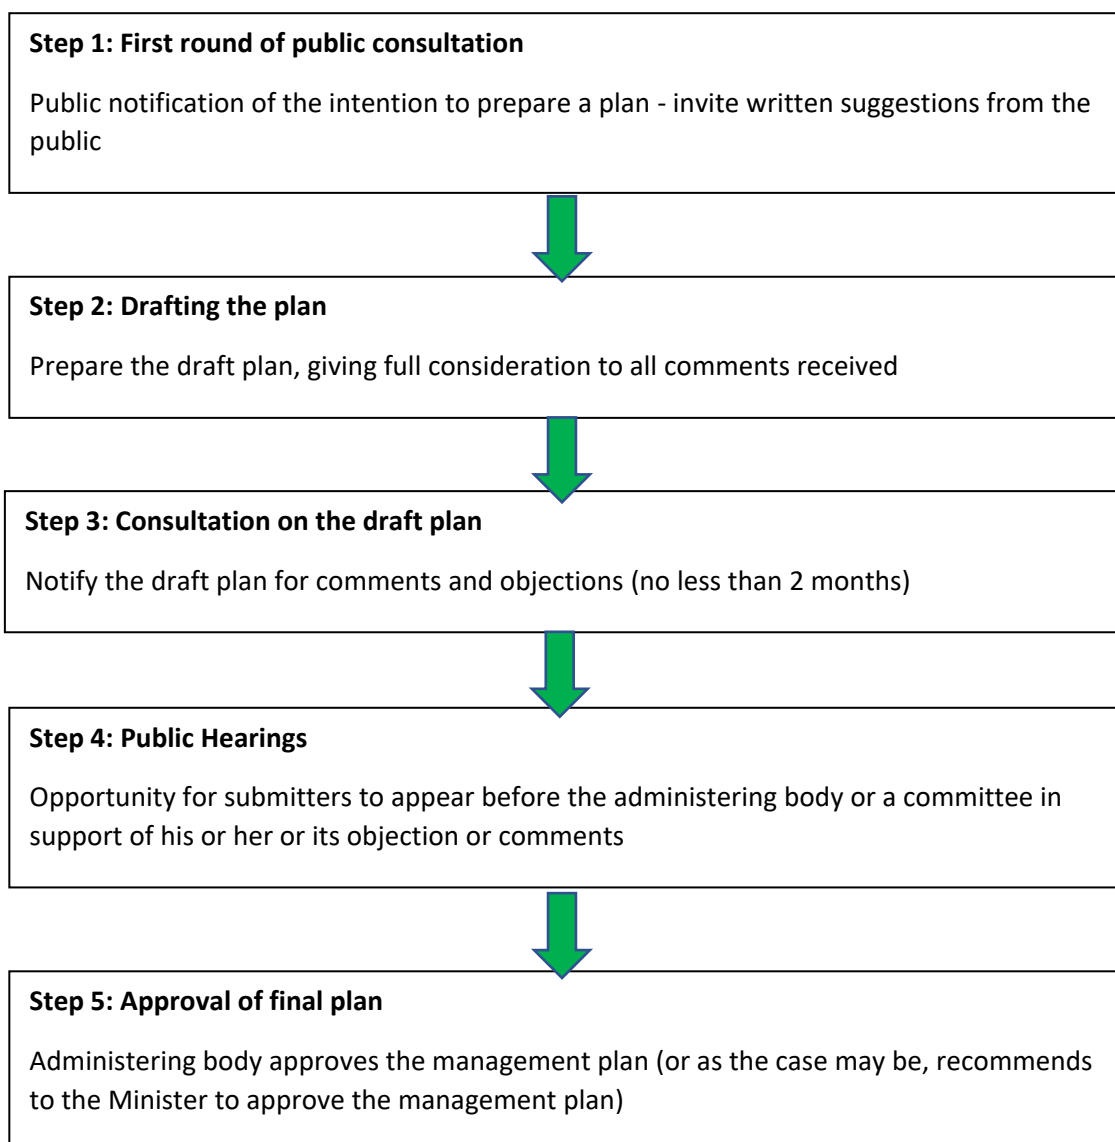 Step 1: First round of public consultation
Public notification of the intention to prepare a plan - invite written suggestions from the
public
Step 2: Drafting the plan
Prepare the draft plan, giving full consideration to all comments received
Step 3: Consultation on the draft plan
Notify the draft plan for comments and objections (no less than 2 months)
Step 4: Public Hearings
Opportunity for submitters to appear before the administering body or a committee in
support of his or her or its objection or comments
Step 5: Approval of final plan
Administering body approves the management plan (or as the case may be, recommends
to the Minister to approve the management plan)